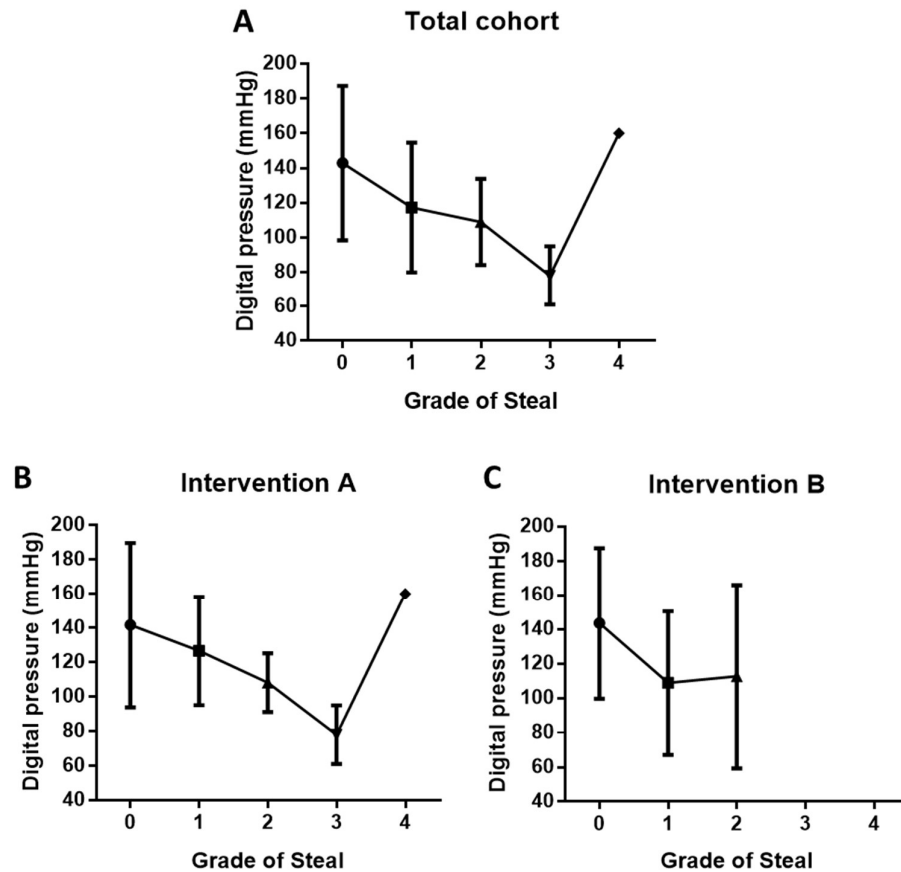 A
Total cohort
Digital pressure (mmHg)
200
180
160
140
120
100
80
60
40
0 1 2 3 4
Grade of Steal
B
Intervention A
Digital pressure (mmHg)
200
180
160
140
120
100
80
60
40
0 1 2 3 4
Grade of Steal
C
Intervention B
Digital pressure (mmHg)
200
180
160
140
120
100
80
60
40
0 1 2 3 4
Grade of Steal